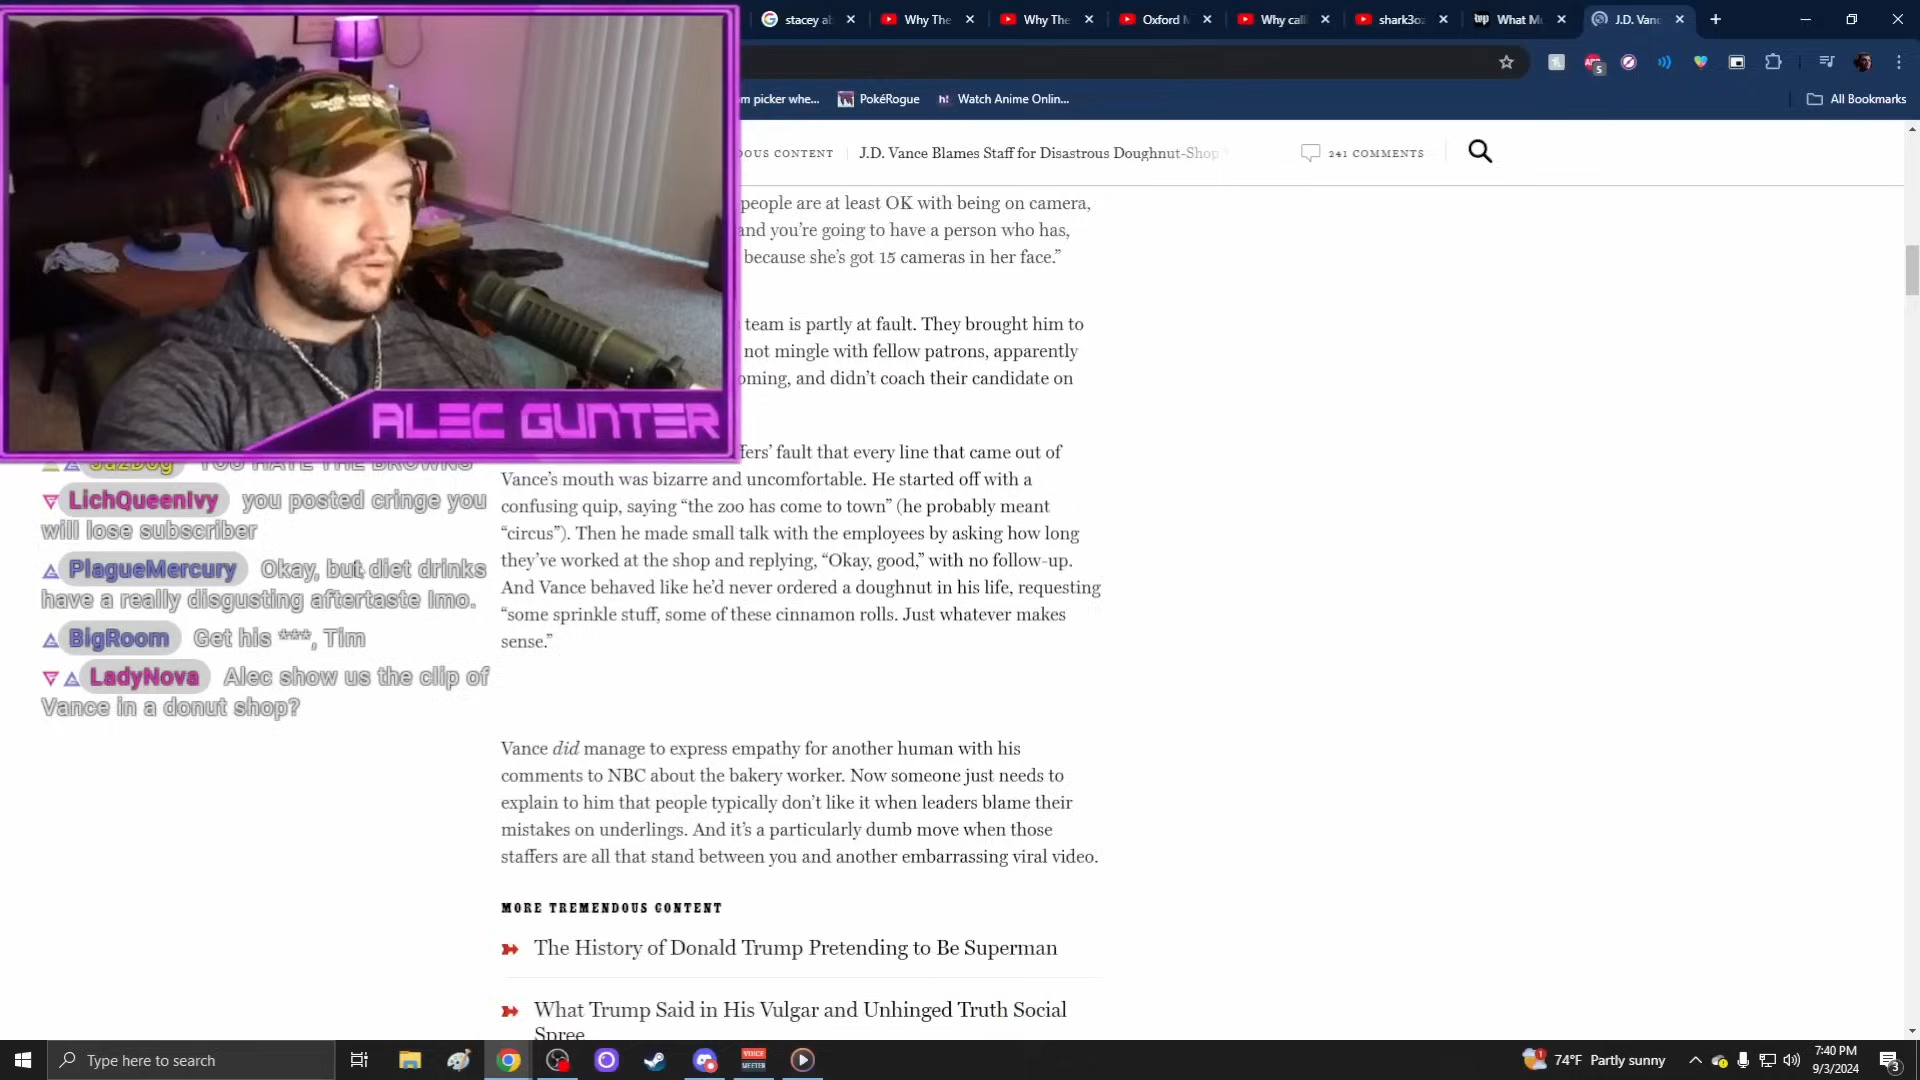 stacey al
Why The
Why The
Oxford M
Why call
shark3o
What M
J.D. Vanc
m picker whe...
PokéRogue
h!
Watch Anime Onlin...
All Bookmarks
OUS CONTENT
J.D. Vance Blames Staff for Disastrous Doughnut-Shop
241 COMMENTS
people are at least OK with being on camera,
and you’re going to have a person who has,
because she’s got 15 cameras in her face.”
team is partly at fault. They brought him to
not mingle with fellow patrons, apparently
oming, and didn’t coach their candidate on
ALEC GUNTER
fers’ fault that every line that came out of
Vance’s mouth was bizarre and uncomfortable. He started off with a
confusing quip, saying “the zoo has come to town” (he probably meant
“circus”). Then he made small talk with the employees by asking how long
they’ve worked at the shop and replying, “Okay, good,” with no follow-up.
And Vance behaved like he’d never ordered a doughnut in his life, requesting
“some sprinkle stuff, some of these cinnamon rolls. Just whatever makes
sense.”
YOU HATE THE BROWNS
LichQueenIvy you posted cringe you
will lose subscriber
PlagueMercury Okay, but diet drinks
have a really disgusting aftertaste Imo.
BigRoom Get his ***, Tim
LadyNova Alec show us the clip of
Vance in a donut shop?
Vance did manage to express empathy for another human with his
comments to NBC about the bakery worker. Now someone just needs to
explain to him that people typically don’t like it when leaders blame their
mistakes on underlings. And it’s a particularly dumb move when those
staffers are all that stand between you and another embarrassing viral video.
MORE TREMENDOUS CONTENT
The History of Donald Trump Pretending to Be Superman
What Trump Said in His Vulgar and Unhinged Truth Social
Spree
Type here to search
VOICE
MEETER
74°F Partly sunny
7:40 PM
9/3/2024
3